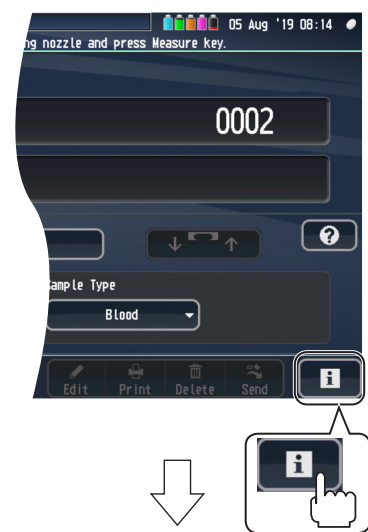 05 Aug '19 08:14
ng nozzle and press Measure key.
0002
?
Sample Type
Blood
Edit Print Delete Send
i
i